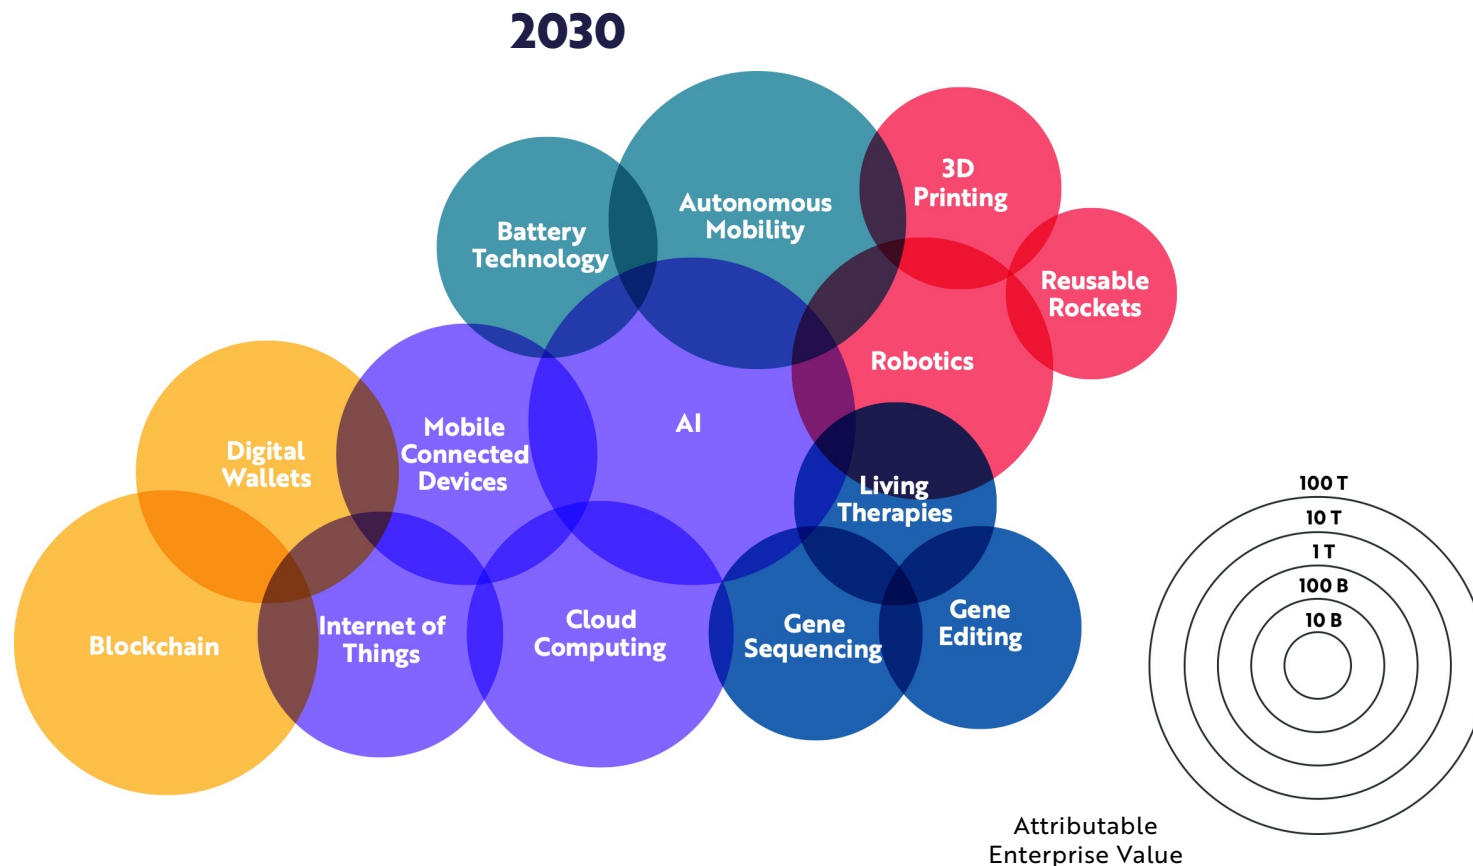 2030
3D
Printing
Autonomous
Mobility
Battery
Technology
Reusable
Rockets
Robotics
AI
Mobile
Connected
Devices
Digital
Wallets
Living
Therapies
Blockchain
Internet of
Things
Cloud
Computing
Gene
Sequencing
Gene
Editing
100 T
10 T
1 T
100 B
10 B
Attributable
Enterprise Value